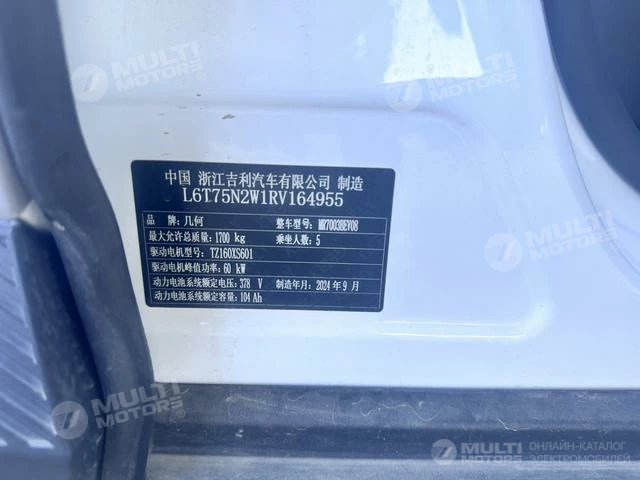 MULTI
MOTORS®
MULTI
MOTORS®
中国 浙江吉利汽车有限公司 制造
L6T75N2W1RV164955
品 牌: 几何 整车型号: MR7003BEV08
最大允许总质量: 1700 kg 乘坐人数: 5
驱动电机型号: TZ160XS601
驱动电机峰值功率: 60 kW
动力电池系统额定电压: 378 V 制造年月: 2024 年 9 月
动力电池系统额定容量: 104 Ah
MULTI
MOTORS®
MULTI
MOTORS
ОНЛАЙН-КАТАЛОГ
ЭЛЕКТРОМОБИЛЕЙ